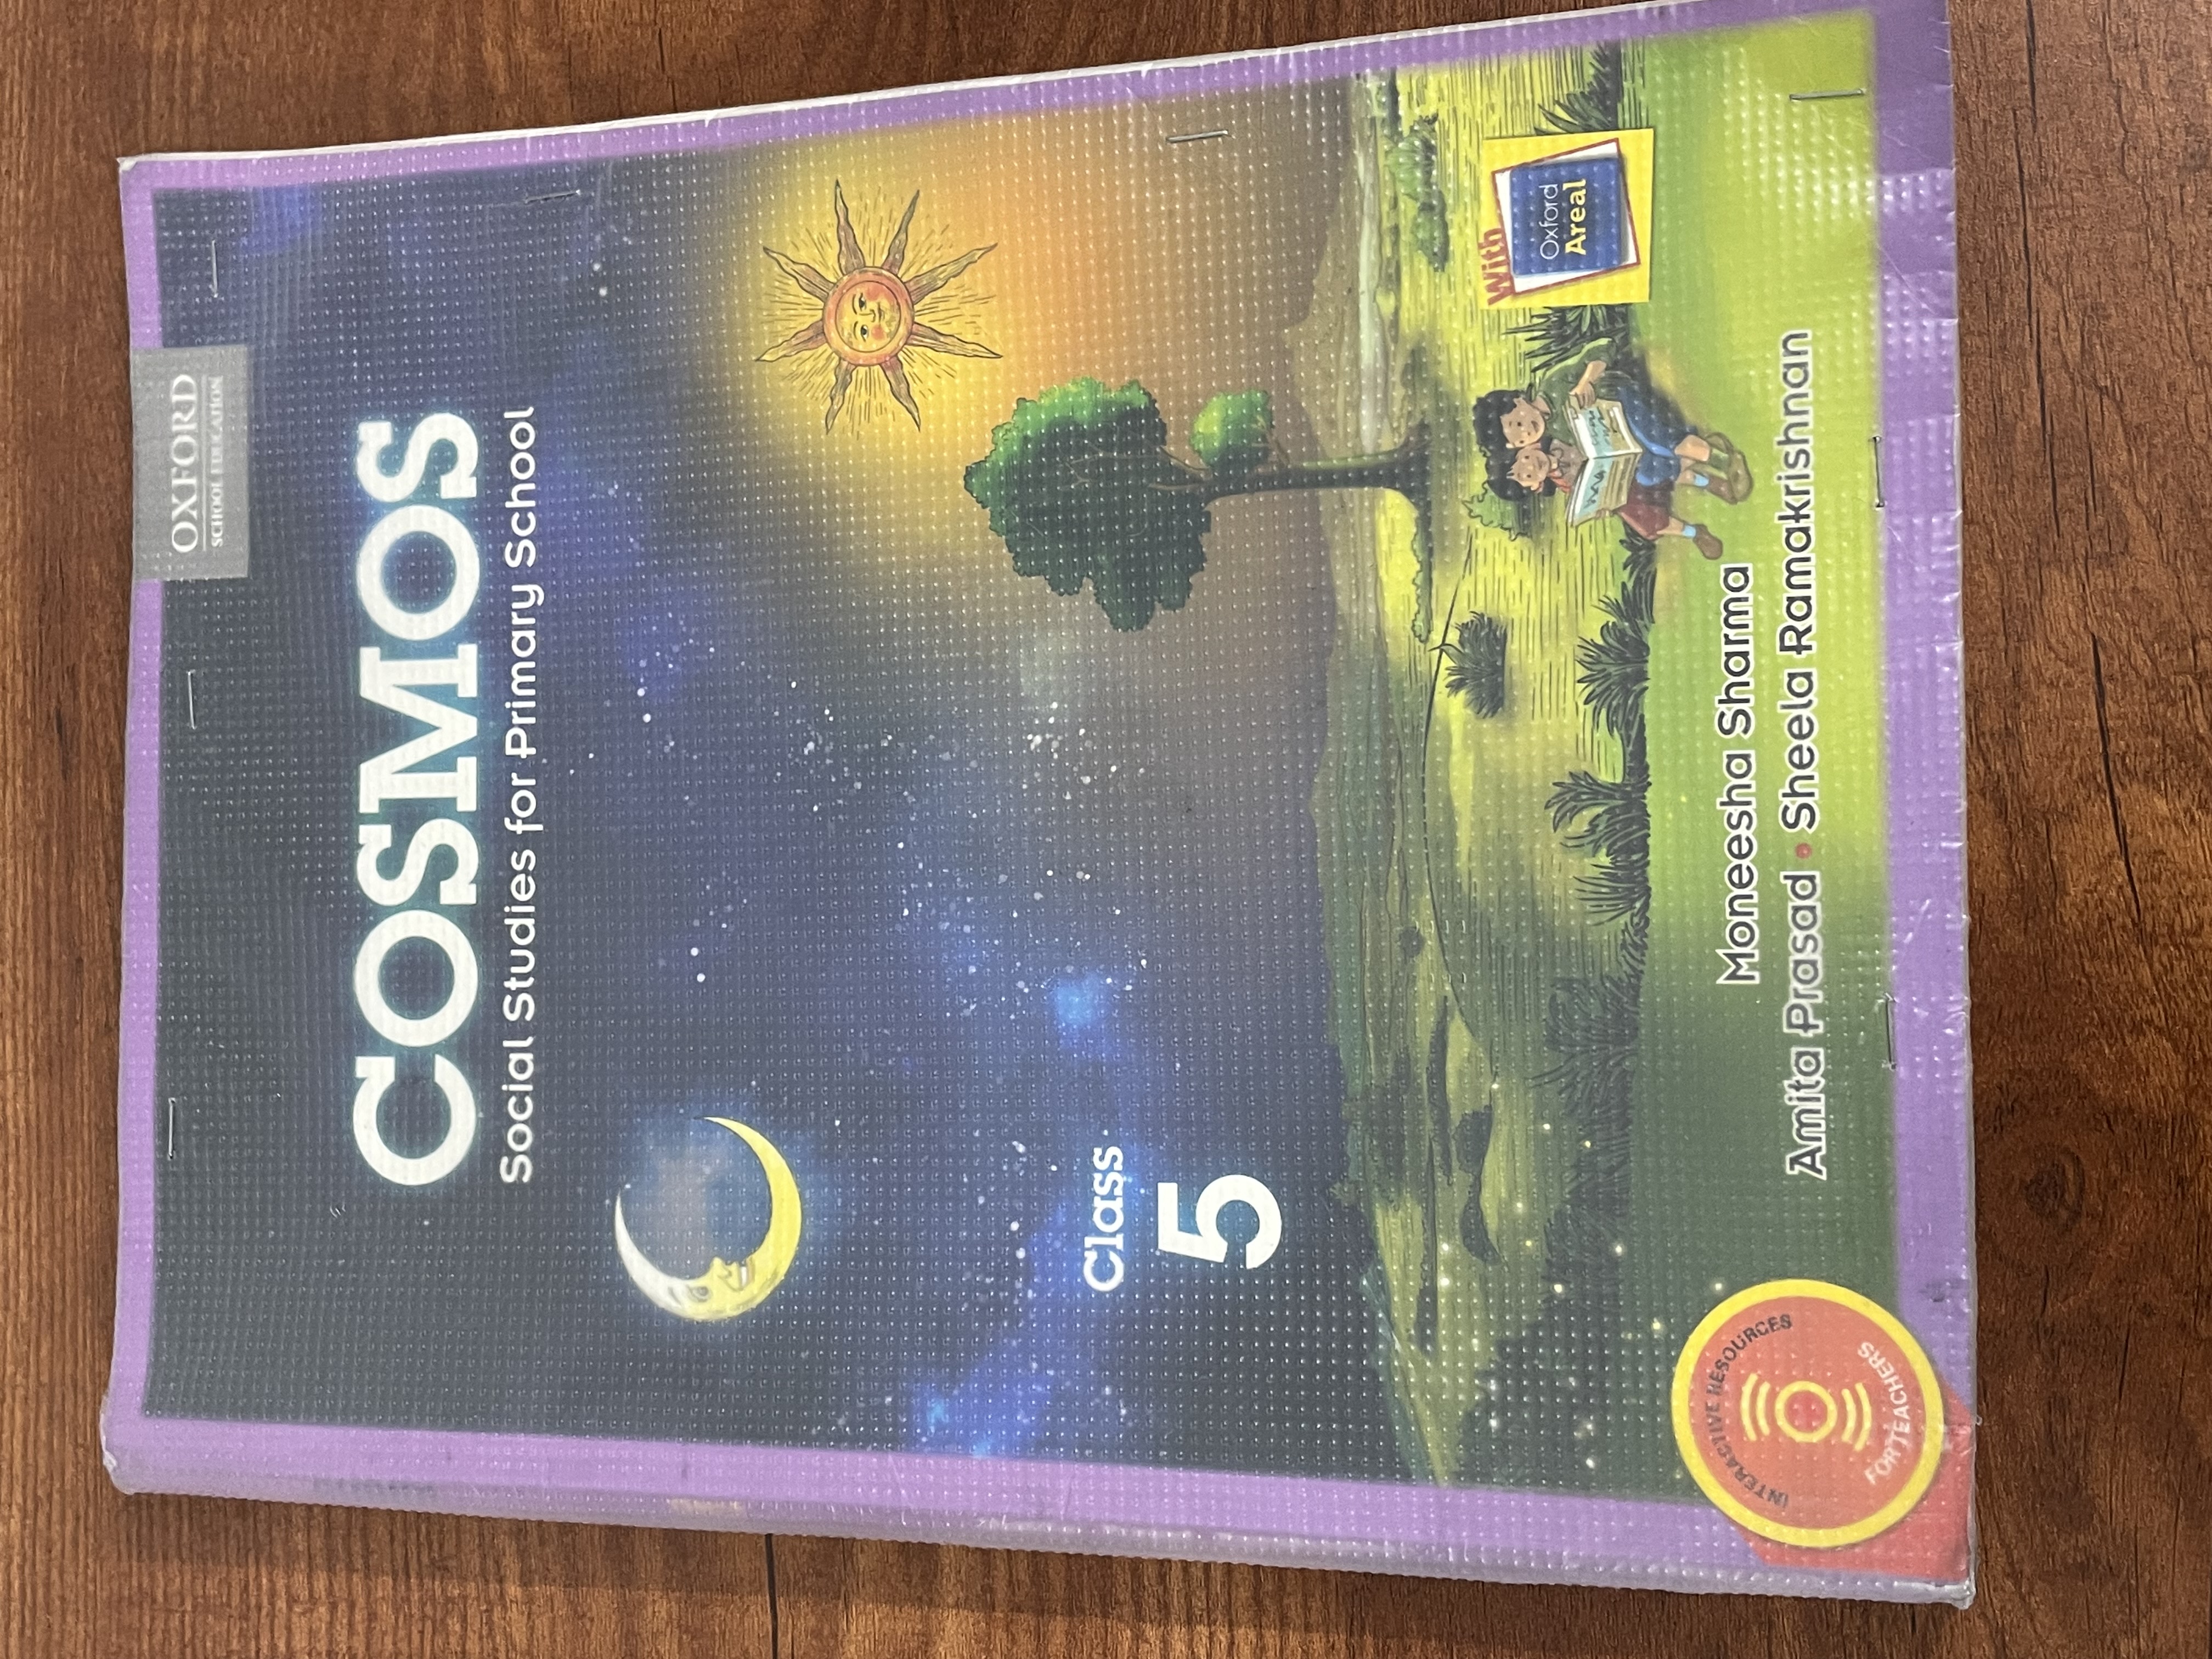 OXFORD
SCHOOL EDUCATION
COSMOS
Social Studies for Primary School
Class
5
With
Oxford
Areal
Moneesha Sharma
Amita Prasad • Sheela Ramakrishnan
INTERACTIVE RESOURCES
FOR TEACHERS